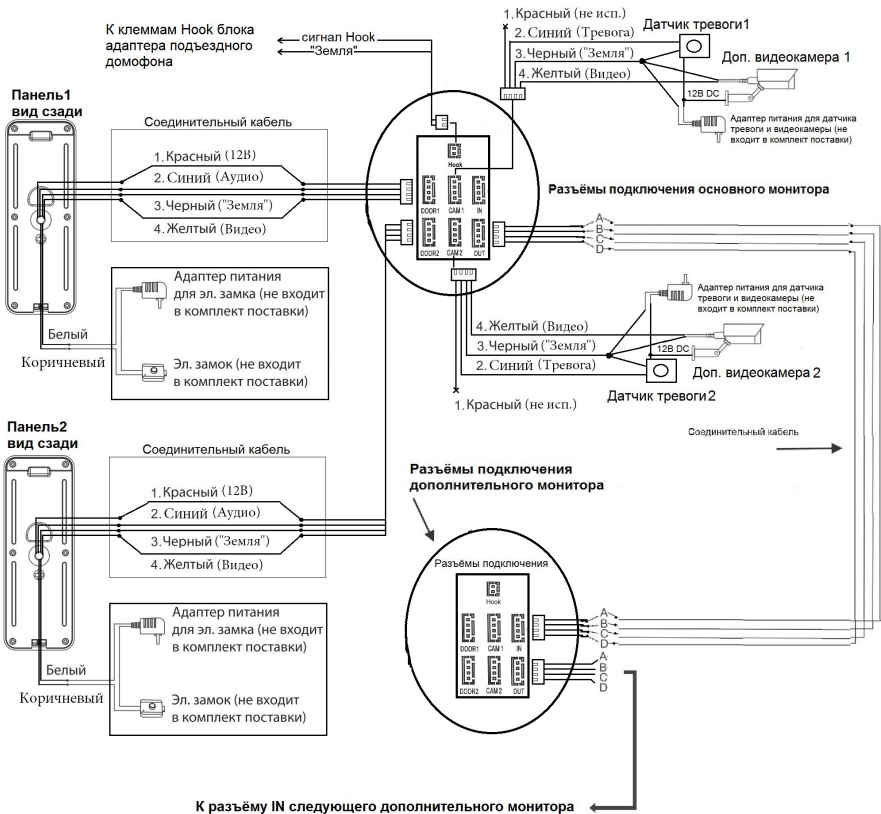 К клеммам Hook блока
адаптера подъездного
домофона
сигнал Hook
"Земля"
1.Красный (не исп.)
2.Синий (Тревога)
3.Черный ("Земля")
4.Желтый (Видео)
Датчик тревоги1
Доп. видеокамера 1
12В DC
Адаптер питания для датчика
тревоги и видеокамеры (не
входит в комплект поставки)
Панель1
вид сзади
Соединительный кабель
1.Красный (12В)
2.Синий (Аудио)
3.Черный ("Земля")
4.Желтый (Видео)
Hook
DOOR1
CAM 1
IN
DOOR2
CAM 2
OUT
Разъёмы подключения основного монитора
A
B
C
D
Адаптер питания
для эл. замка (не входит
в комплект поставки)
Белый
Коричневый
Эл. замок (не входит
в комплект поставки)
Адаптер питания для датчика
тревоги и видеокамеры (не
входит в комплект поставки)
4.Желтый (Видео)
3.Черный ("Земля")
2.Синий (Тревога)
1.Красный (не исп.)
12В DC
Доп. видеокамера 2
Датчик тревоги2
Соединительный кабель
Панель2
вид сзади
Соединительный кабель
1.Красный (12В)
2.Синий (Аудио)
3.Черный ("Земля")
4.Желтый (Видео)
Разъёмы подключения
дополнительного монитора
Разъёмы подключения
Hook
DOOR1
CAM 1
IN
DOOR2
CAM 2
OUT
A
B
C
D
A
B
C
D
Адаптер питания
для эл. замка (не входит
в комплект поставки)
Белый
Коричневый
Эл. замок (не входит
в комплект поставки)
К разъёму IN следующего дополнительного монитора